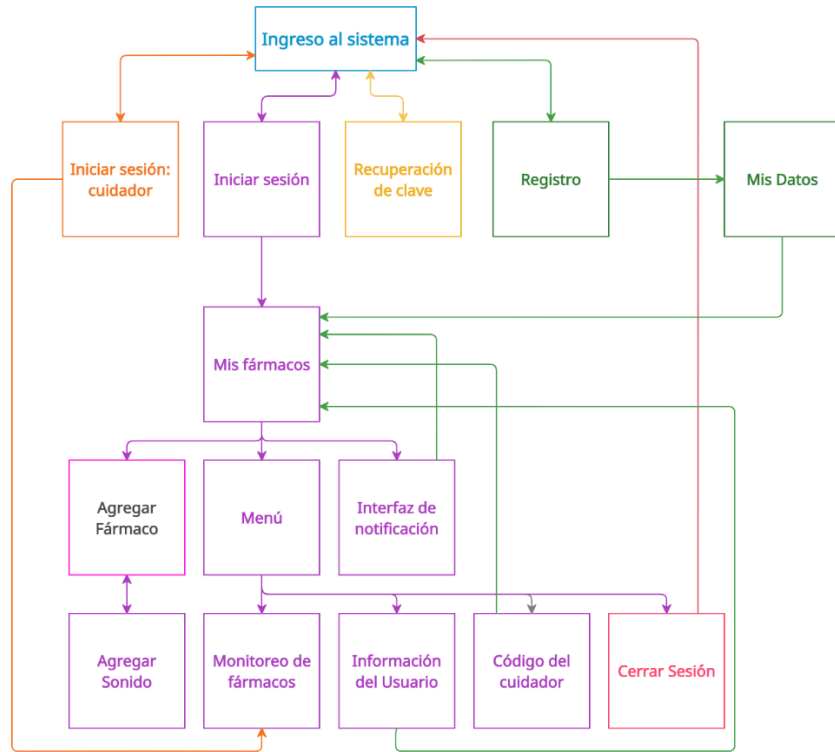 Ingreso al sistema
Iniciar sesión:
cuidador
Iniciar sesión
Recuperación
de clave
Registro
Mis Datos
Mis fármacos
Agregar
Fármaco
Menú
Interfaz de
notificación
Agregar
Sonido
Monitoreo de
fármacos
Información
del Usuario
Código del
cuidador
Cerrar Sesión